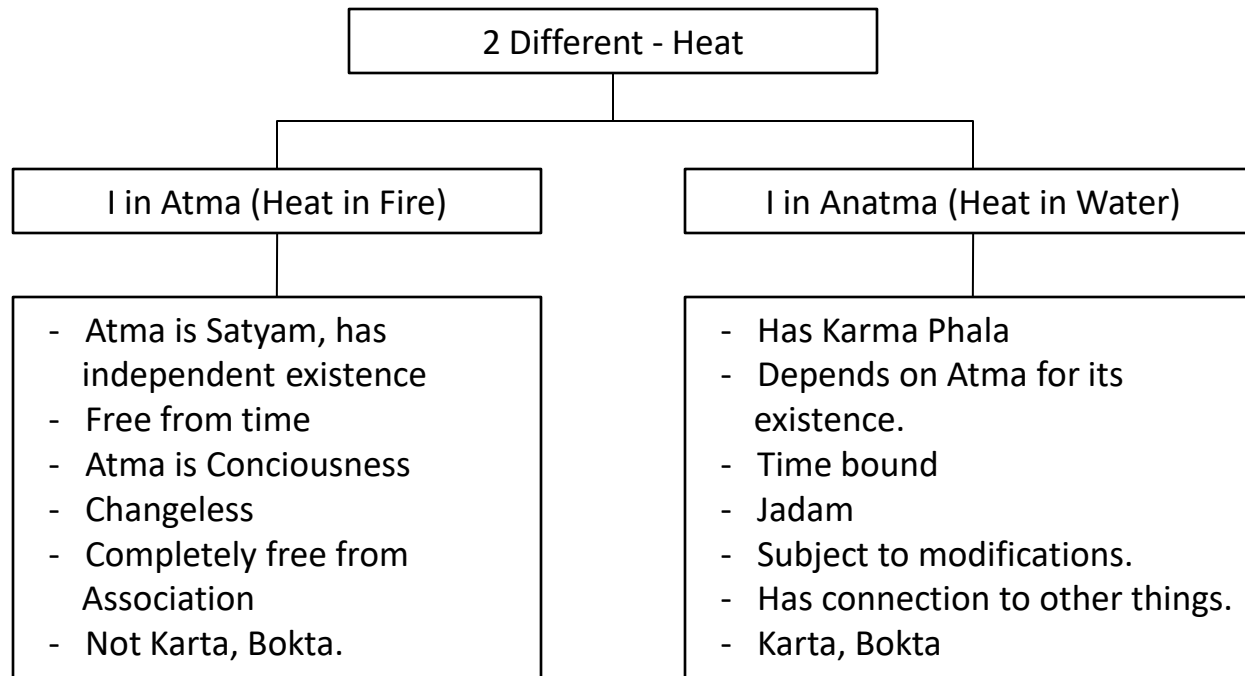 2 Different - Heat
I in Atma (Heat in Fire)
- Atma is Satyam, has
independent existence
- Free from time
- Atma is Conciousness
- Changeless
- Completely free from
Association
- Not Karta, Bokta.
I in Anatma (Heat in Water)
- Has Karma Phala
- Depends on Atma for its
existence.
- Time bound
- Jadam
- Subject to modifications.
- Has connection to other things.
- Karta, Bokta